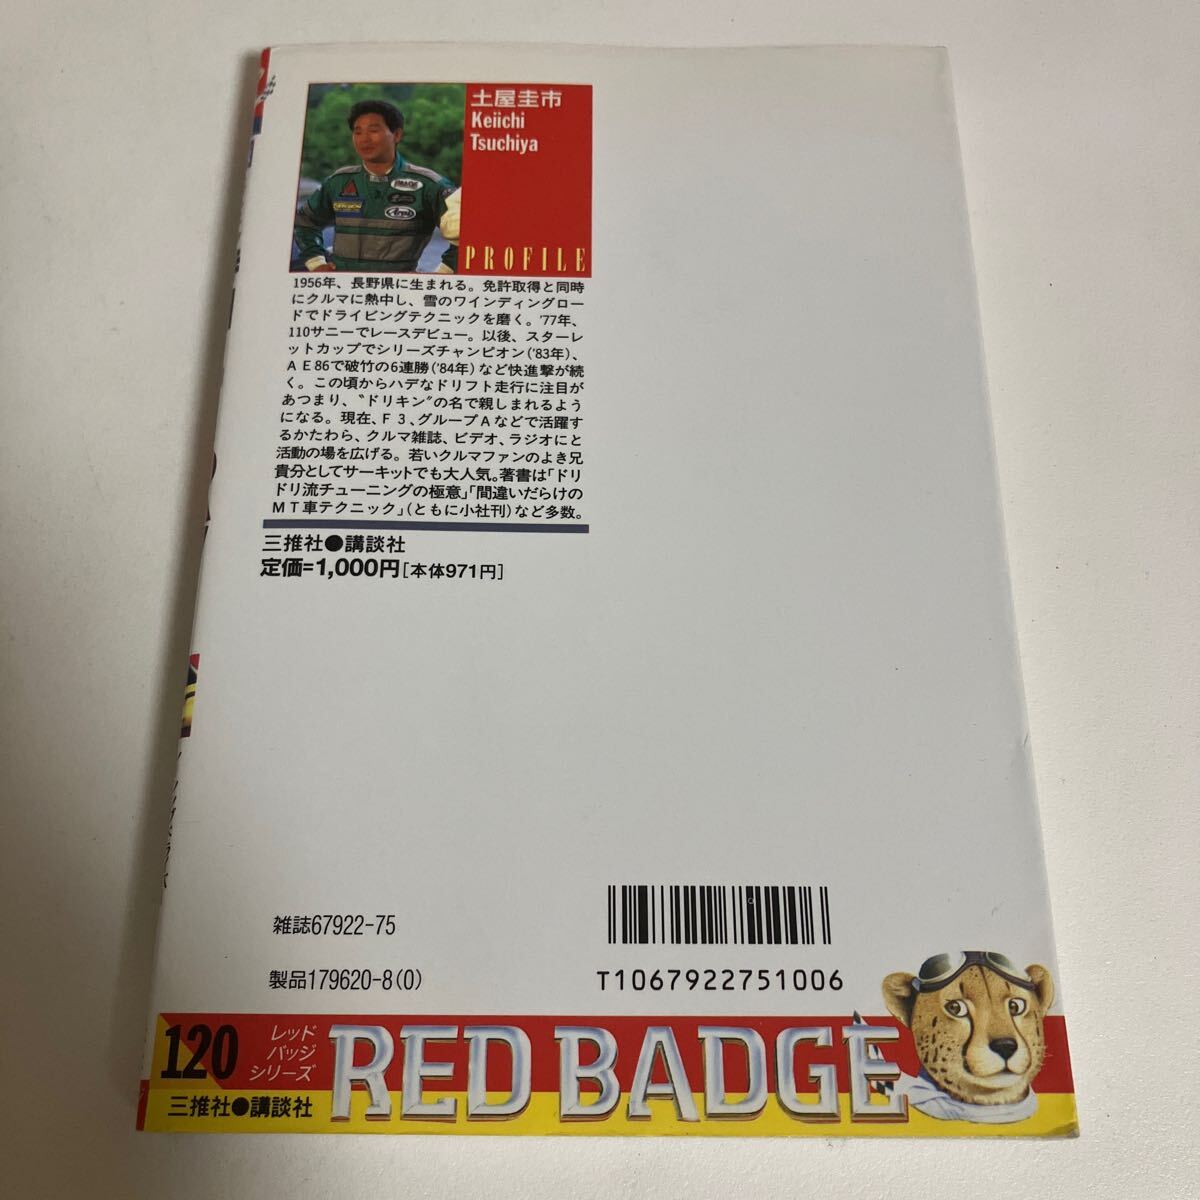 土屋圭市
Keiichi
Tsuchiya
PROFILE
1956年、長野県に生まれる。免許取得と同時
にクルマに熱中し、雪のワインディングロー
ドでドライビングテクニックを磨く。'77年、
110サニーでレースデビュー。以後、スターレ
ットカップでシリーズチャンピオン('83年)、
ＡＥ86で破竹の6連勝('84年)など快進撃が続
く。この頃からハデなドリフト走行に注目が
あつまり、〝ドリキン〟の名で親しまれるよう
になる。現在、Ｆ３、グループＡなどで活躍す
るかたわら、クルマ雑誌、ビデオ、ラジオにと
活動の場を広げる。若いクルマファンのよき兄
貴分としてサーキットでも大人気。著書は「ドリ
ドリ流チューニングの極意」「間違いだらけの
ＭＴ車テクニック」(ともに小社刊)など多数。
三推社●講談社
定価=1,000円[本体971円]
雑誌67922-75
製品179620-8(0)
T1067922751006
120
レッド
バッジ
シリーズ
RED BADGE
三推社●講談社
Arai